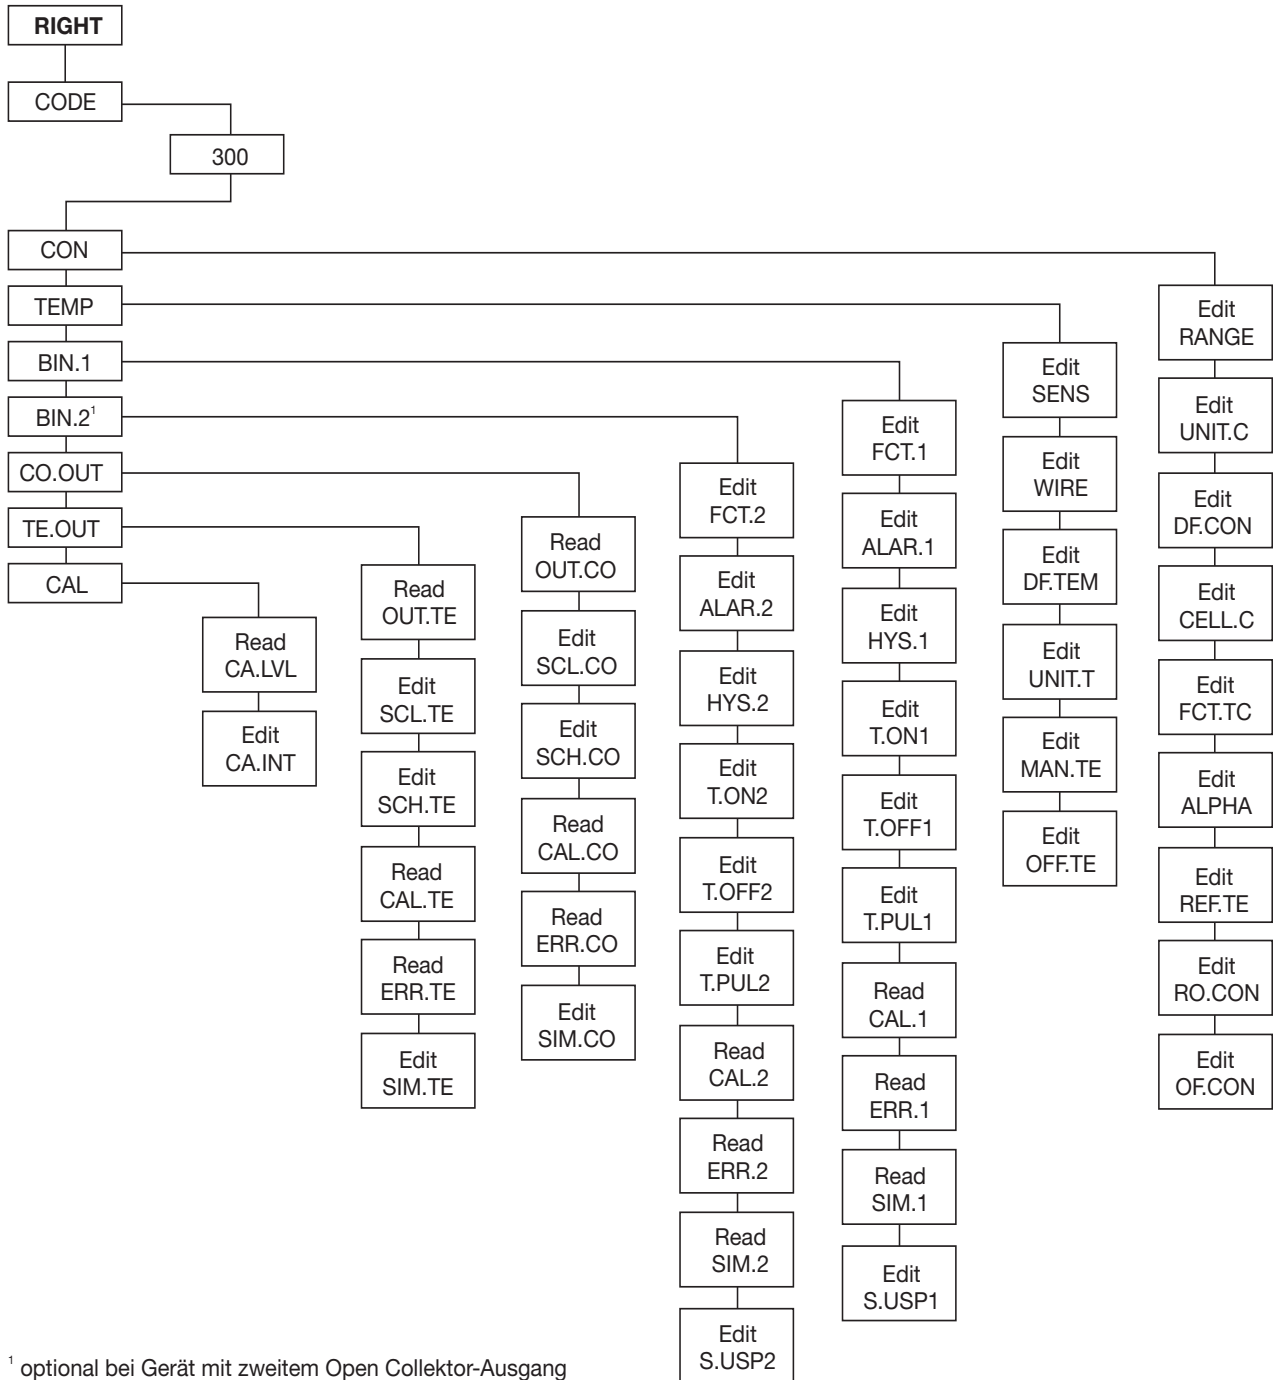 RIGHT
CODE
300
CON
TEMP
BIN.1
BIN.2¹
CO.OUT
TE.OUT
CAL
Read
CA.LVL
Edit
CA.INT
Read
OUT.TE
Edit
SCL.TE
Edit
SCH.TE
Read
CAL.TE
Read
ERR.TE
Edit
SIM.TE
Read
OUT.CO
Edit
SCL.CO
Edit
SCH.CO
Read
CAL.CO
Read
ERR.CO
Edit
SIM.CO
Edit
FCT.2
Edit
ALAR.2
Edit
HYS.2
Edit
T.ON2
Edit
T.OFF2
Edit
T.PUL2
Read
CAL.2
Read
ERR.2
Read
SIM.2
Edit
S.USP2
Edit
FCT.1
Edit
ALAR.1
Edit
HYS.1
Edit
T.ON1
Edit
T.OFF1
Edit
T.PUL1
Read
CAL.1
Read
ERR.1
Read
SIM.1
Edit
S.USP1
Edit
SENS
Edit
WIRE
Edit
DF.TEM
Edit
UNIT.T
Edit
MAN.TE
Edit
OFF.TE
Edit
RANGE
Edit
UNIT.C
Edit
DF.CON
Edit
CELL.C
Edit
FCT.TC
Edit
ALPHA
Edit
REF.TE
Edit
RO.CON
Edit
OF.CON
¹ optional bei Gerät mit zweitem Open Collektor-Ausgang